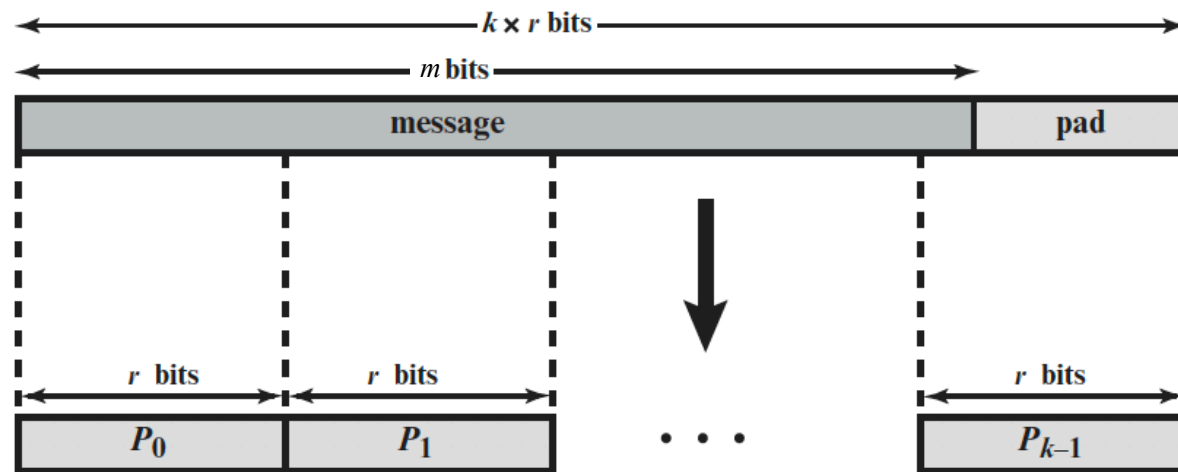 k × r bits
m bits
message pad
r bits r bits r bits
P0 P1 . . . Pk–1